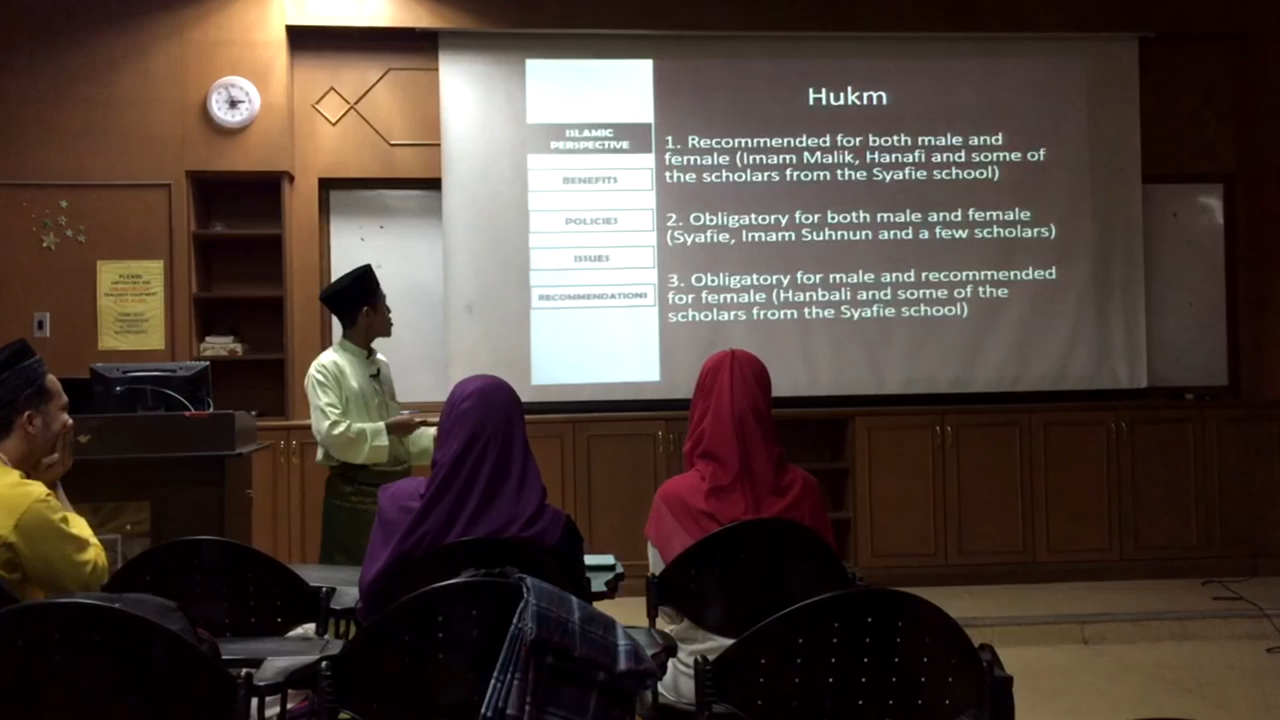 Hukm
ISLAMIC
PERSPECTIVE
BENEFITS
POLICIES
ISSUES
RECOMMENDATIONS
1. Recommended for both male and
female (Imam Malik, Hanafi and some of
the scholars from the Syafie school)
2. Obligatory for both male and female
(Syafie, Imam Suhnun and a few scholars)
3. Obligatory for male and recommended
for female (Hanbali and some of the
scholars from the Syafie school)
PLEASE